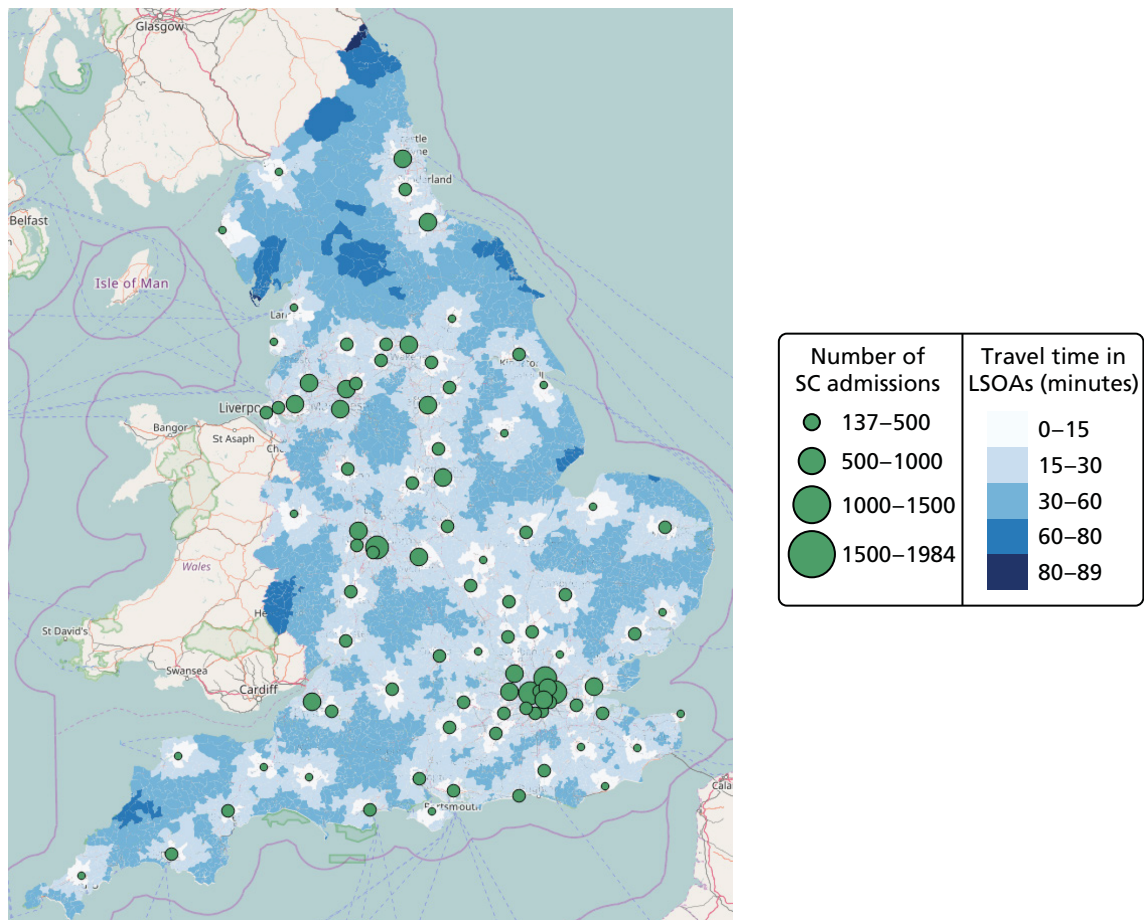 Glasgow
Belfast
Isle of Man
Liverpo
Bangor
St Asaph
Wales
St David's
Swansea
Cardiff
Portsmouth
Number of
SC admissions
137–500
500–1000
1000–1500
1500–1984
Travel time in
LSOAs (minutes)
0–15
15–30
30–60
60–80
80–89